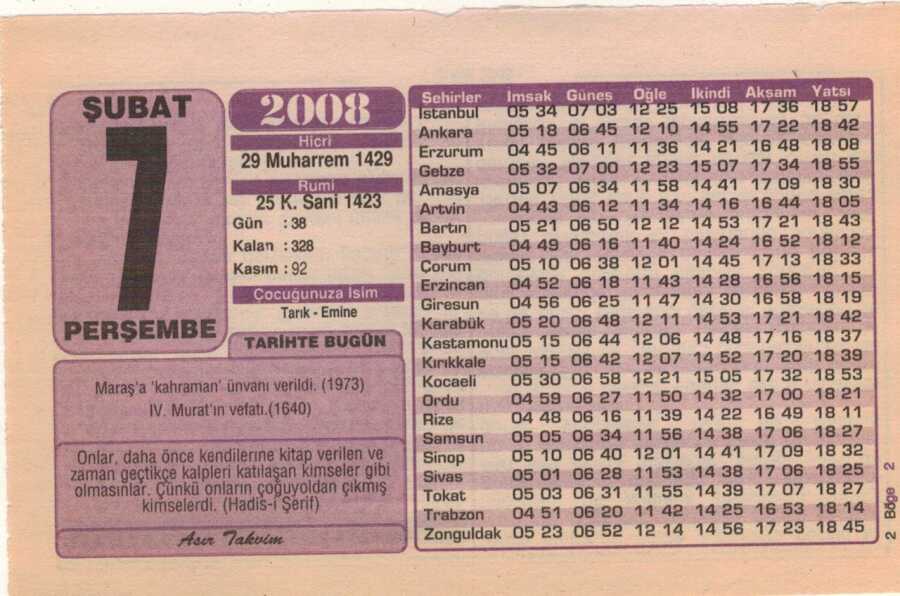 ŞUBAT
7
PERŞEMBE
2008
Hicri
29 Muharrem 1429
Rumi
25 K. Sani 1423
Gün : 38
Kalan : 328
Kasım : 92
Çocuğunuza İsim
Tarık - Emine
TARİHTE BUGÜN
Maraş'a 'kahraman' ünvanı verildi. (1973)
IV. Murat'ın vefatı.(1640)
Onlar, daha önce kendilerine kitap verilen ve
zaman geçtikçe kalpleri katılaşan kimseler gibi
olmasınlar. Çünkü onların çoğuyoldan çıkmış
kimselerdi. (Hadis-i Şerif)
Asır Takvim
Şehirler İmsak Güneş Öğle İkindi Akşam Yatsı
İstanbul 05 34 07 03 12 25 15 08 17 36 18 57
Ankara 05 18 06 45 12 10 14 55 17 22 18 42
Erzurum 04 45 06 11 11 36 14 21 16 48 18 08
Gebze 05 32 07 00 12 23 15 07 17 34 18 55
Amasya 05 07 06 34 11 58 14 41 17 09 18 30
Artvin 04 43 06 12 11 34 14 16 16 44 18 05
Bartın 05 21 06 50 12 12 14 53 17 21 18 43
Bayburt 04 49 06 16 11 40 14 24 16 52 18 12
Çorum 05 10 06 38 12 01 14 45 17 13 18 33
Erzincan 04 52 06 18 11 43 14 28 16 56 18 15
Giresun 04 56 06 25 11 47 14 30 16 58 18 19
Karabük 05 20 06 48 12 11 14 53 17 21 18 42
Kastamonu 05 15 06 44 12 06 14 48 17 16 18 37
Kırıkkale 05 15 06 42 12 07 14 52 17 20 18 39
Kocaeli 05 30 06 58 12 21 15 05 17 32 18 53
Ordu 04 59 06 27 11 50 14 32 17 00 18 21
Rize 04 48 06 16 11 39 14 22 16 49 18 11
Samsun 05 05 06 34 11 56 14 38 17 06 18 27
Sinop 05 10 06 40 12 01 14 41 17 09 18 32
Sivas 05 01 06 28 11 53 14 38 17 06 18 25
Tokat 05 03 06 31 11 55 14 39 17 07 18 27
Trabzon 04 51 06 20 11 42 14 25 16 53 18 14
Zonguldak 05 23 06 52 12 14 14 56 17 23 18 45
2 Bölge 2